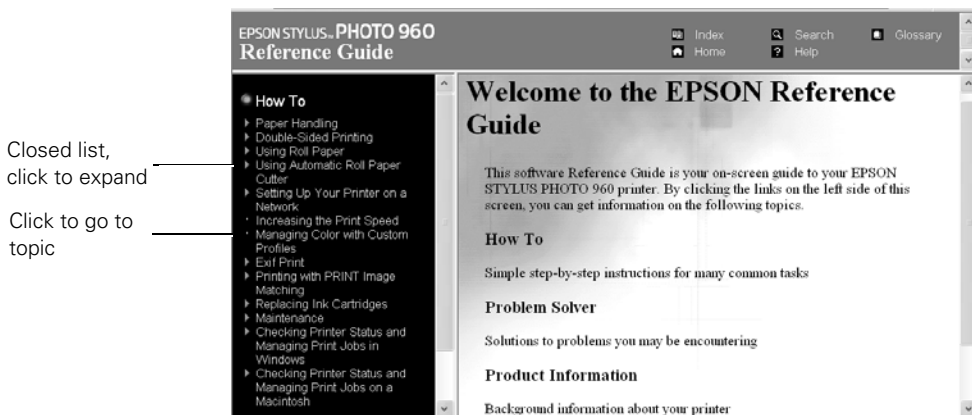 EPSON STYLUS™ PHOTO 960
Reference Guide
Index
Search
Glossary
Home
Help
Closed list,
click to expand
Click to go to
topic
How To
Paper Handling
Double-Sided Printing
Using Roll Paper
Using Automatic Roll Paper
Cutter
Setting Up Your Printer on a
Network
Increasing the Print Speed
Managing Color with Custom
Profiles
Exif Print
Printing with PRINT Image
Matching
Replacing Ink Cartridges
Maintenance
Checking Printer Status and
Managing Print Jobs in
Windows
Checking Printer Status and
Managing Print Jobs on a
Macintosh
Welcome to the EPSON Reference
Guide
This software Reference Guide is your on-screen guide to your EPSON
STYLUS PHOTO 960 printer. By clicking the links on the left side of this
screen, you can get information on the following topics.
How To
Simple step-by-step instructions for many common tasks
Problem Solver
Solutions to problems you may be encountering
Product Information
Background information about your printer